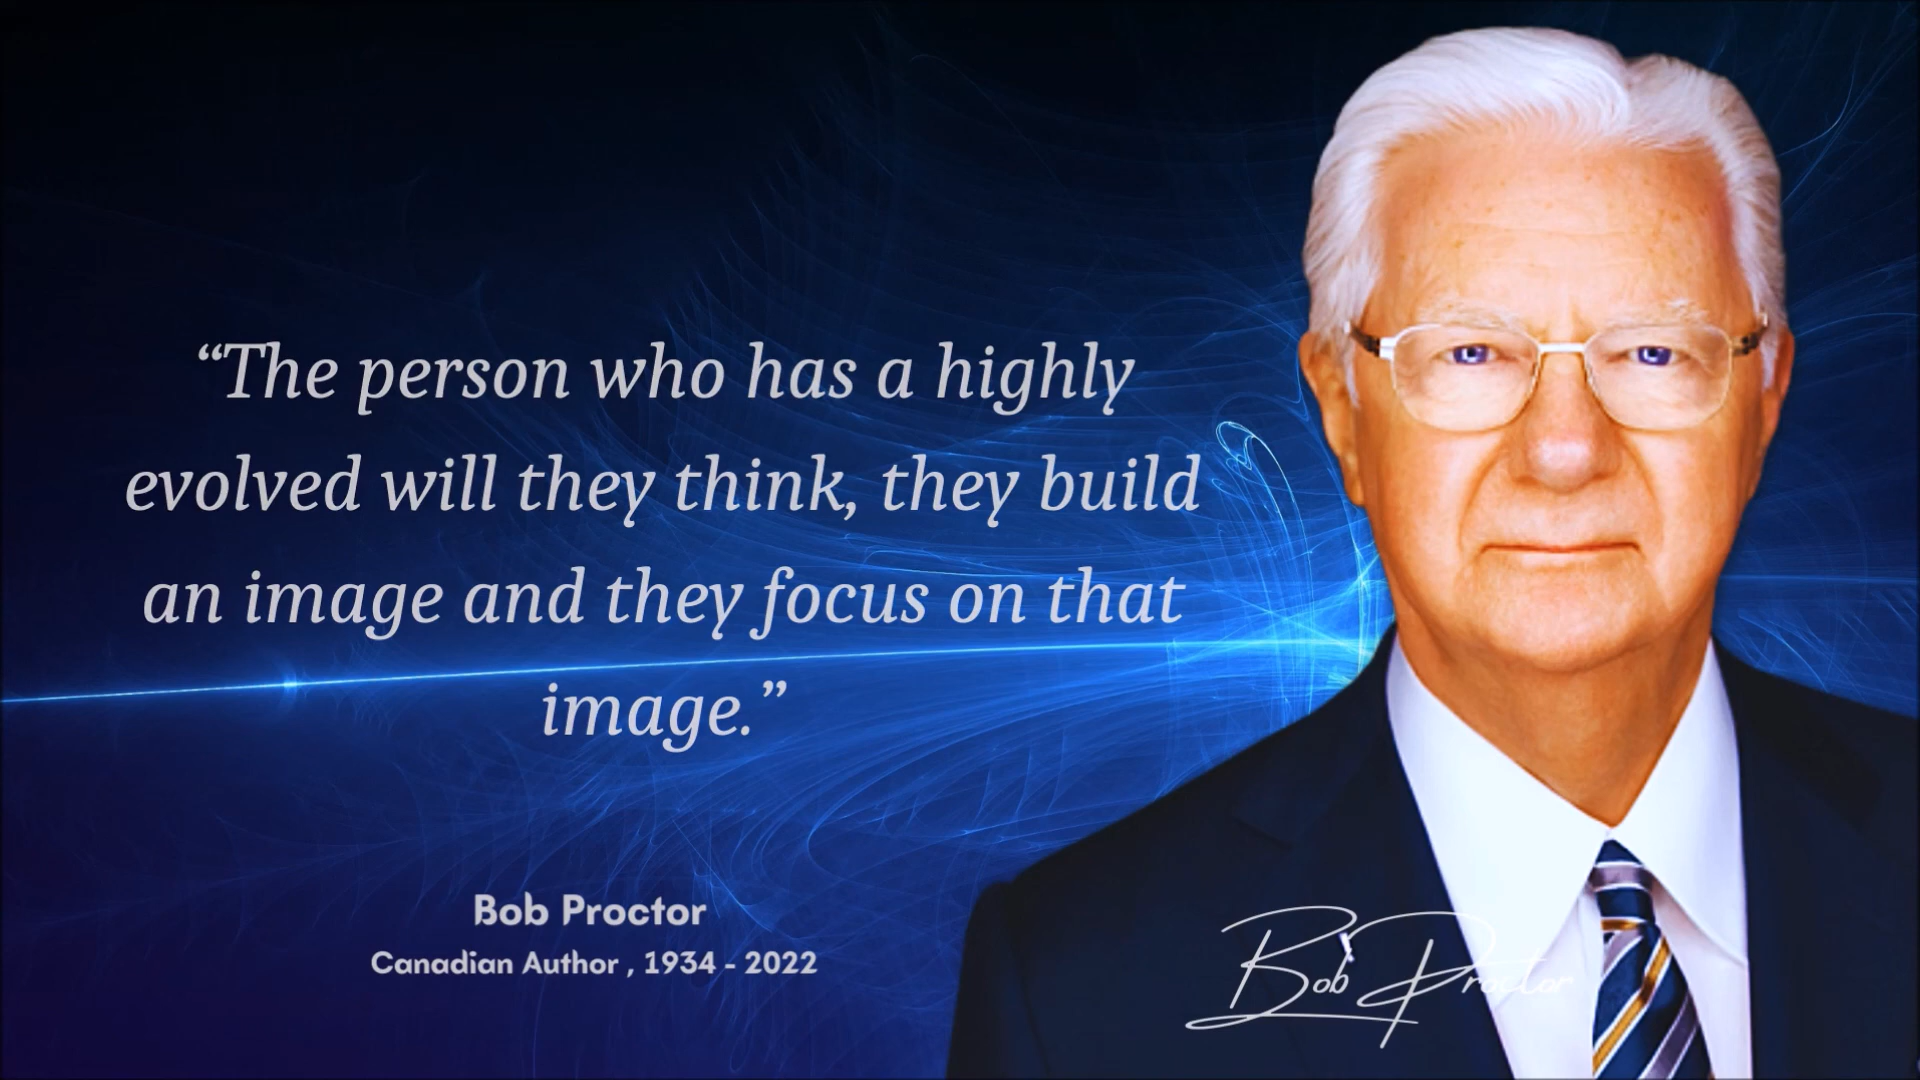 “The person who has a highly
evolved will they think, they build
an image and they focus on that
image.”
Bob Proctor
Canadian Author , 1934 - 2022
Bob Proctor